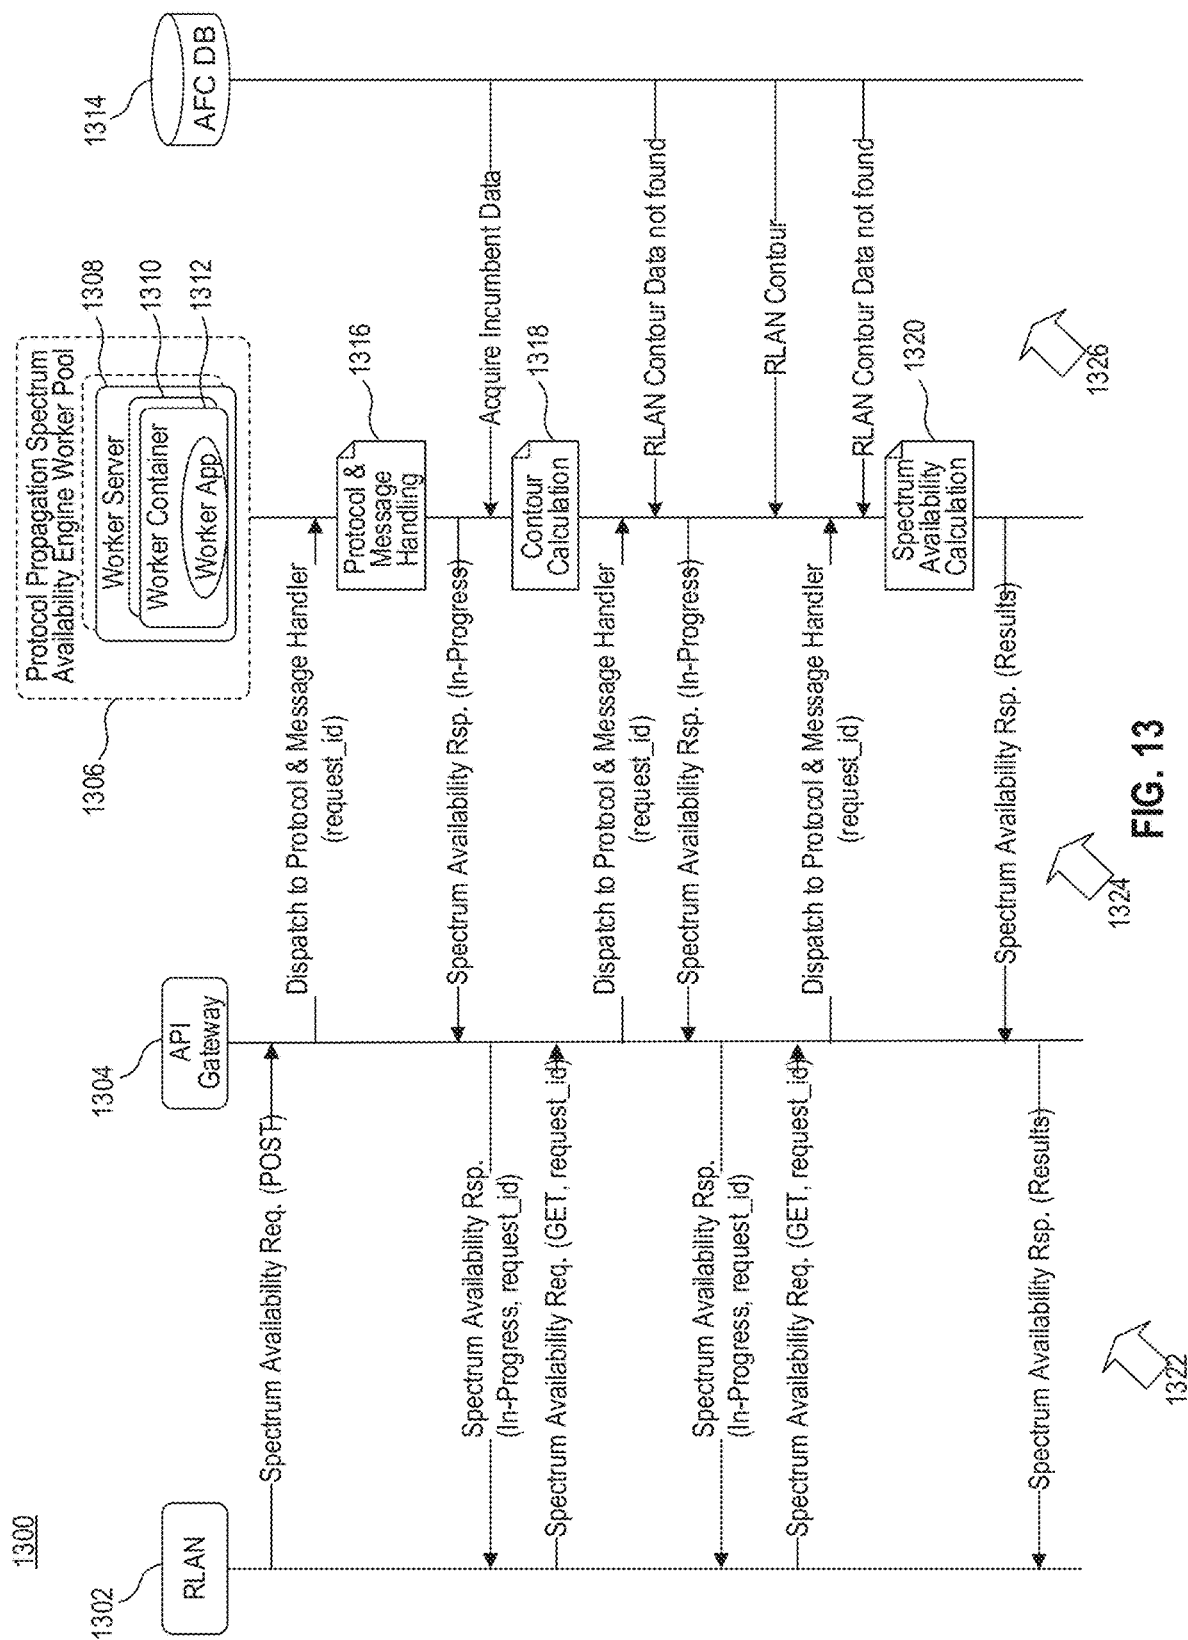 1300
1302
RLAN
1304
API
Gateway
1306
Protocol Propagation Spectrum
Availability Engine Worker Pool
Worker Server
Worker Container
Worker App
1308
1310
1312
1314
AFC DB
Spectrum Availability Req. (POST)
Dispatch to Protocol & Message Handler
(request_id)
Protocol &
Message
Handling
1316
Spectrum Availability Rsp. (In-Progress)
Acquire Incumbent Data
Spectrum Availability Rsp.
(In-Progress, request_id)
Contour
Calculation
1318
Spectrum Availability Req. (GET, request_id)
Dispatch to Protocol & Message Handler
(request_id)
RLAN Contour Data not found
Spectrum Availability Rsp. (In-Progress)
Spectrum Availability Rsp.
(In-Progress, request_id)
RLAN Contour
Spectrum Availability Req. (GET, request_id)
Dispatch to Protocol & Message Handler
(request_id)
RLAN Contour Data not found
Spectrum
Availability
Calculation
1320
Spectrum Availability Rsp. (Results)
Spectrum Availability Rsp. (Results)
1322
1324
1326
FIG. 13